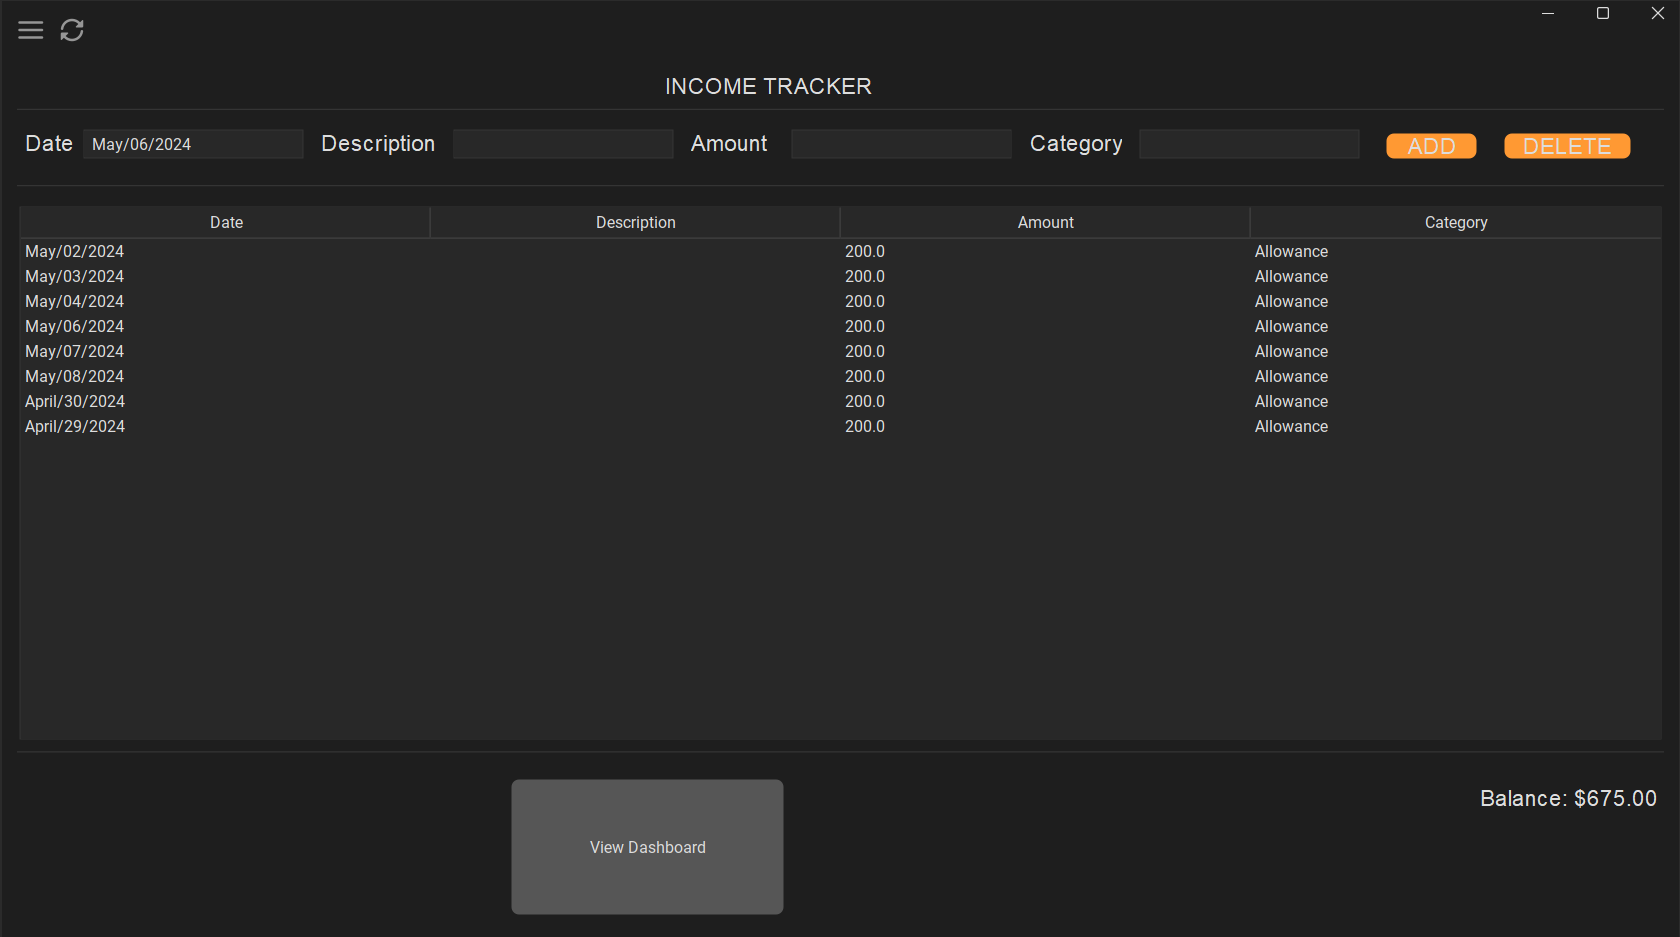 INCOME TRACKER
Date May/06/2024 Description Amount Category ADD DELETE
Date Description Amount Category
May/02/2024 200.0 Allowance
May/03/2024 200.0 Allowance
May/04/2024 200.0 Allowance
May/06/2024 200.0 Allowance
May/07/2024 200.0 Allowance
May/08/2024 200.0 Allowance
April/30/2024 200.0 Allowance
April/29/2024 200.0 Allowance
Balance: $675.00
View Dashboard